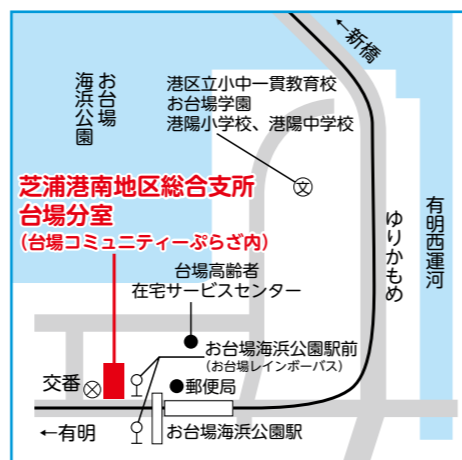 ←新橋
お台場
海浜公園
港区立小中一貫教育校
お台場学園
港陽小学校、港陽中学校
文
芝浦港南地区総合支所
台場分室
(台場コミュニティーぷらざ内)
ゆりかもめ
有明西運河
台場高齢者
在宅サービスセンター
お台場海浜公園駅前
(お台場レインボーバス)
交番
郵便局
←有明
お台場海浜公園駅